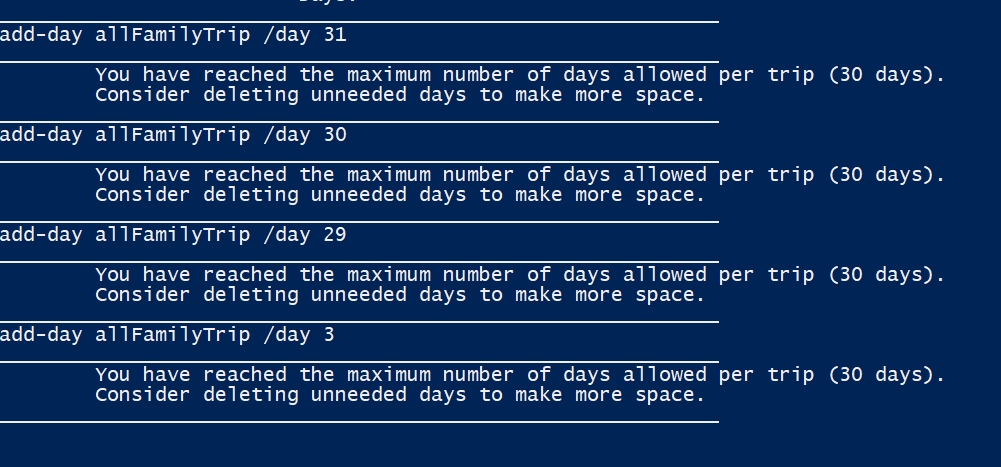 Days.
add-day allFamilyTrip /day 31
You have reached the maximum number of days allowed per trip (30 days).
Consider deleting unneeded days to make more space.
add-day allFamilyTrip /day 30
You have reached the maximum number of days allowed per trip (30 days).
Consider deleting unneeded days to make more space.
add-day allFamilyTrip /day 29
You have reached the maximum number of days allowed per trip (30 days).
Consider deleting unneeded days to make more space.
add-day allFamilyTrip /day 3
You have reached the maximum number of days allowed per trip (30 days).
Consider deleting unneeded days to make more space.